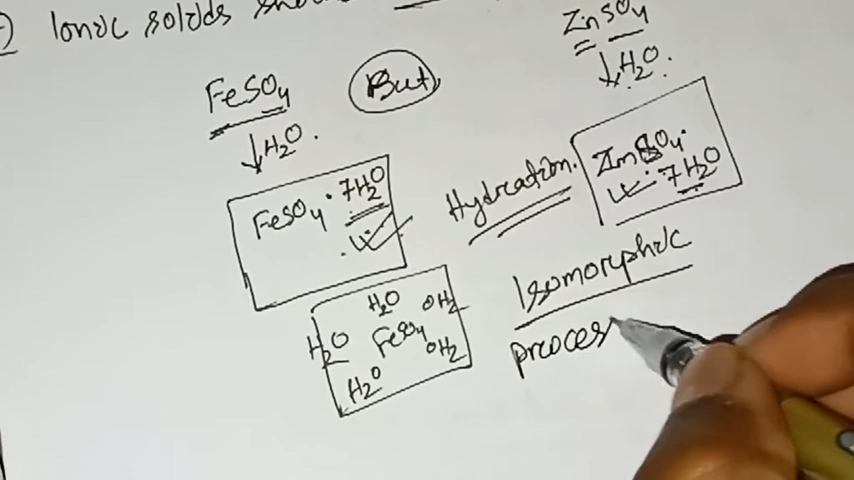 Ionic solids
FeSO4 But ZnSO4
↓H2O. ↓H2O.
FeSO4·7H2O Hydration. ZnSO4·7H2O
Isomorphic
proces
H2O OH2
H2O FeSO4 OH2
H2O